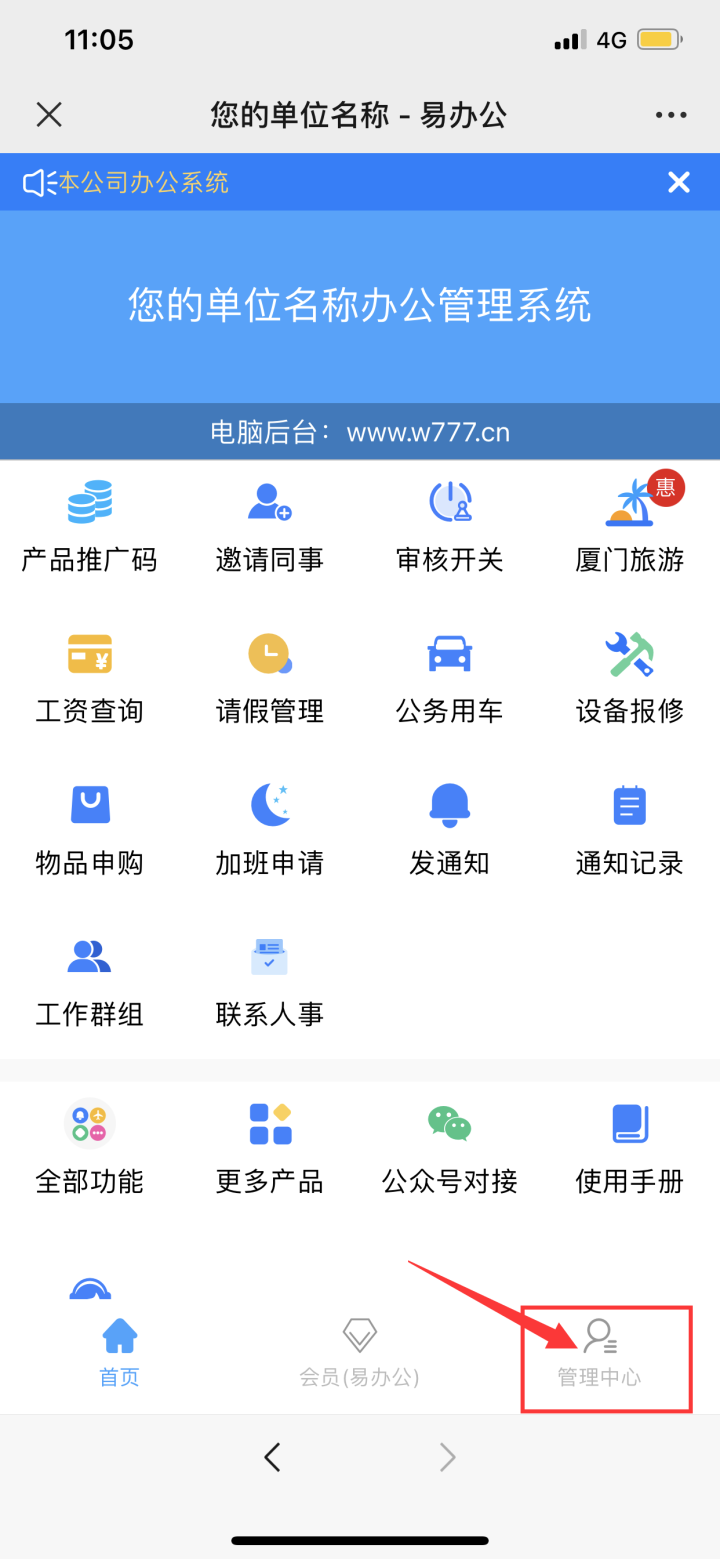 11:05
4G
您的单位名称 - 易办公
本公司办公系统
您的单位名称办公管理系统
电脑后台：www.w777.cn
惠
产品推广码 邀请同事 审核开关 厦门旅游
工资查询 请假管理 公务用车 设备报修
物品申购 加班申请 发通知 通知记录
工作群组 联系人事
全部功能 更多产品 公众号对接 使用手册
首页 会员(易办公) 管理中心